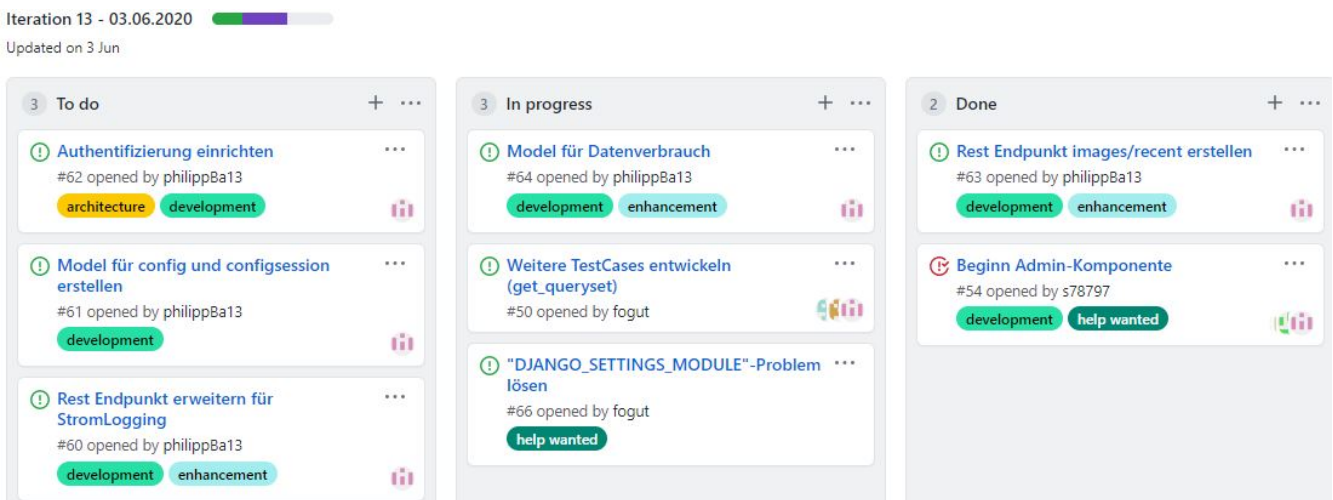 Iteration 13 - 03.06.2020
Updated on 3 Jun
3 To do
Authentifizierung einrichten
#62 opened by philippBa13
architecture development
Model für config und configsession
erstellen
#61 opened by philippBa13
development
Rest Endpunkt erweitern für
StromLogging
#60 opened by philippBa13
development enhancement
3 In progress
Model für Datenverbrauch
#64 opened by philippBa13
development enhancement
Weitere TestCases entwickeln
(get_queryset)
#50 opened by fogut
"DJANGO_SETTINGS_MODULE"-Problem
lösen
#66 opened by fogut
help wanted
2 Done
Rest Endpunkt images/recent erstellen
#63 opened by philippBa13
development enhancement
Beginn Admin-Komponente
#54 opened by s78797
development help wanted